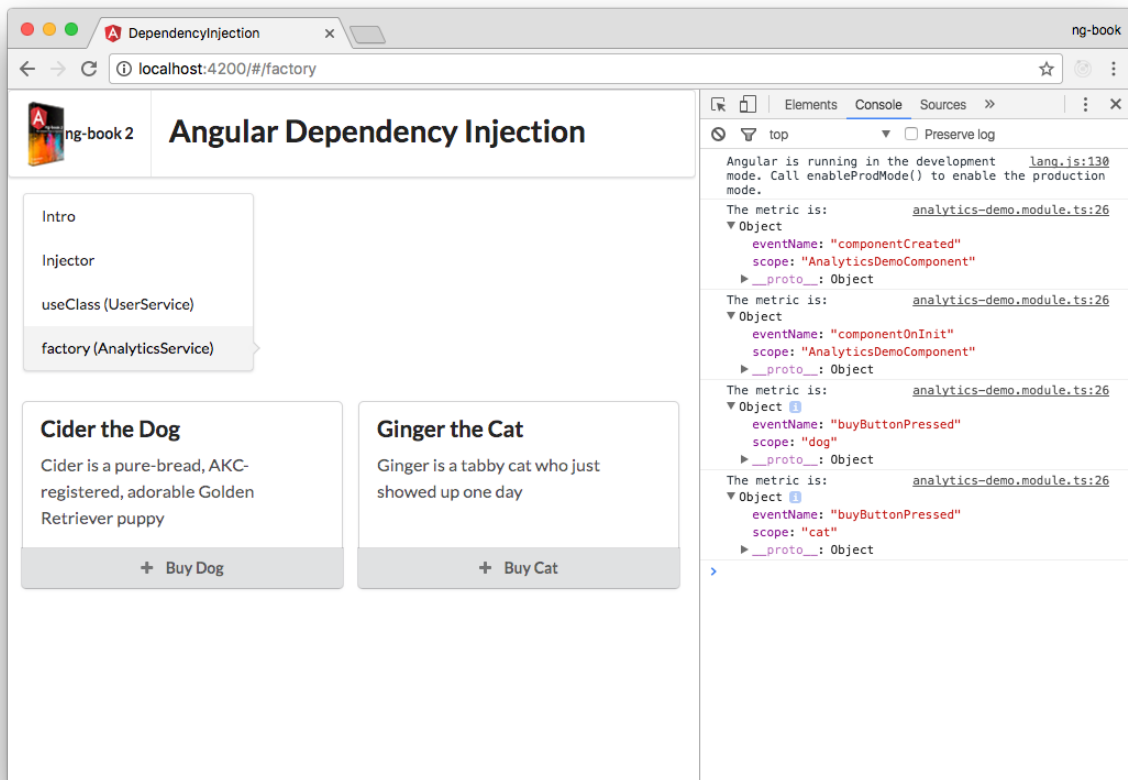 DependencyInjection
ng-book
localhost:4200/#/factory
ng-book 2
Angular Dependency Injection
Intro
Injector
useClass (UserService)
factory (AnalyticsService)
Cider the Dog
Cider is a pure-bread, AKC-
registered, adorable Golden
Retriever puppy
+ Buy Dog
Ginger the Cat
Ginger is a tabby cat who just
showed up one day
+ Buy Cat
Elements Console Sources »
top Preserve log
Angular is running in the development lang.js:130
mode. Call enableProdMode() to enable the production
mode.
The metric is: analytics-demo.module.ts:26
▼Object
eventName: "componentCreated"
scope: "AnalyticsDemoComponent"
▶__proto__: Object
The metric is: analytics-demo.module.ts:26
▼Object
eventName: "componentOnInit"
scope: "AnalyticsDemoComponent"
▶__proto__: Object
The metric is: analytics-demo.module.ts:26
▼Object i
eventName: "buyButtonPressed"
scope: "dog"
▶__proto__: Object
The metric is: analytics-demo.module.ts:26
▼Object i
eventName: "buyButtonPressed"
scope: "cat"
▶__proto__: Object